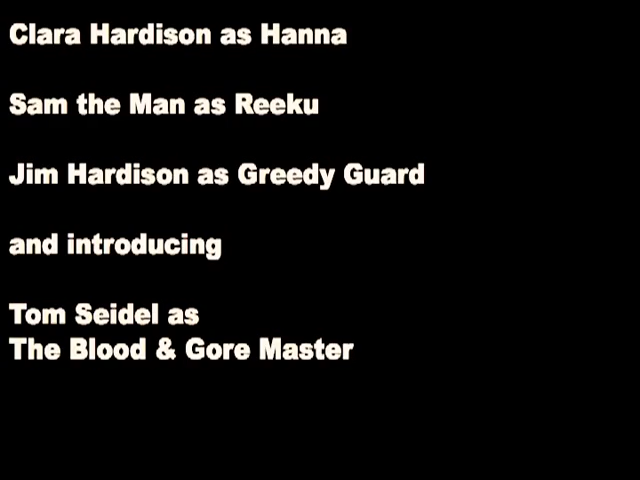 Clara Hardison as Hanna
Sam the Man as Reeku
Jim Hardison as Greedy Guard
and introducing
Tom Seidel as
The Blood & Gore Master